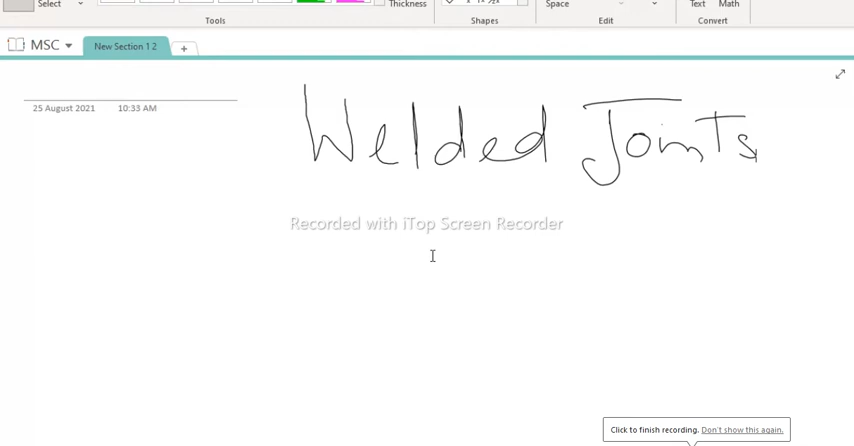 Select
Tools
Thickness
Shapes
Space
Edit
Text Math
Convert
MSC
New Section 1 2
+
25 August 2021 10:33 AM
Welded Joints
Recorded with iTop Screen Recorder
Click to finish recording. Don't show this again.